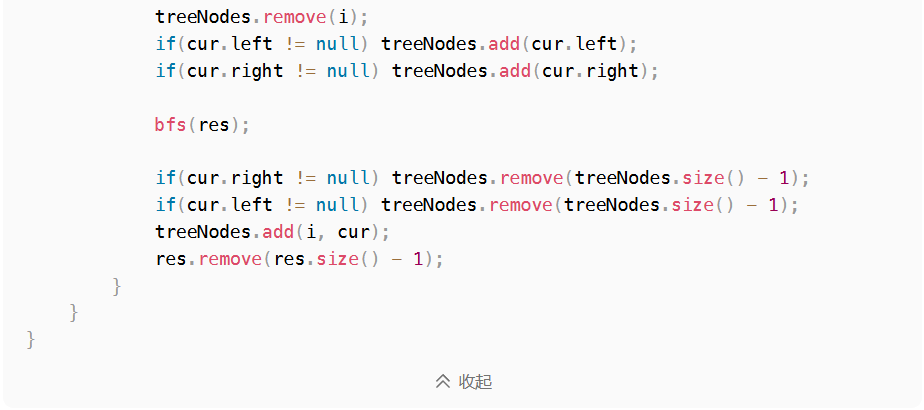 treeNodes.remove(i);
if(cur.left != null) treeNodes.add(cur.left);
if(cur.right != null) treeNodes.add(cur.right);
bfs(res);
if(cur.right != null) treeNodes.remove(treeNodes.size() - 1);
if(cur.left != null) treeNodes.remove(treeNodes.size() - 1);
treeNodes.add(i, cur);
res.remove(res.size() - 1);
}
}
}
收起